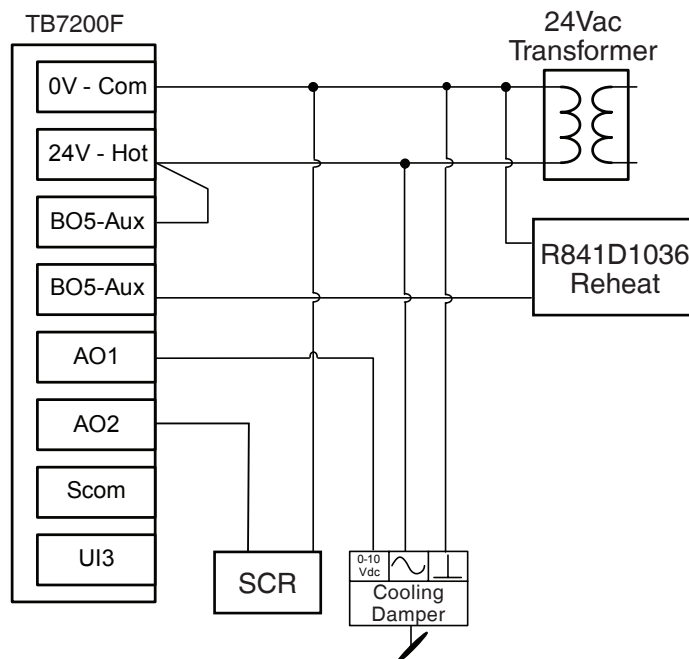 TB7200F
24Vac
Transformer
0V - Com
24V - Hot
BO5-Aux
BO5-Aux
R841D1036
Reheat
AO1
AO2
Scom
UI3
SCR
0-10
Vdc
Cooling
Damper